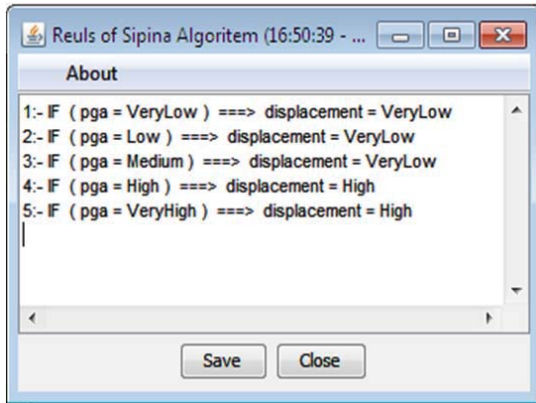 Reuls of Sipina Algoritem (16:50:39 - ...
About
1:- IF ( pga = VeryLow ) ===> displacement = VeryLow
2:- IF ( pga = Low ) ===> displacement = VeryLow
3:- IF ( pga = Medium ) ===> displacement = VeryLow
4:- IF ( pga = High ) ===> displacement = High
5:- IF ( pga = VeryHigh ) ===> displacement = High
Save Close